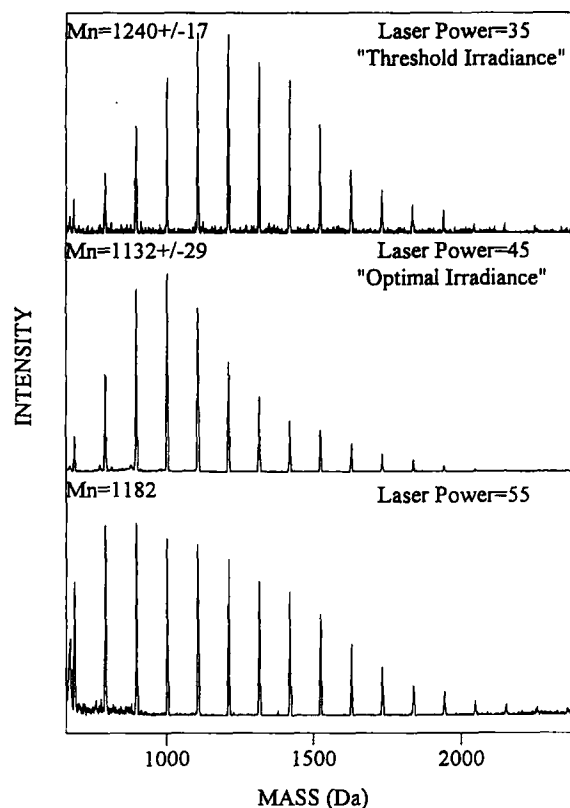 Mn=1240+/-17 Laser Power=35
"Threshold Irradiance"
Mn=1132+/-29 Laser Power=45
"Optimal Irradiance"
INTENSITY
Mn=1182 Laser Power=55
1000 1500 2000
MASS (Da)